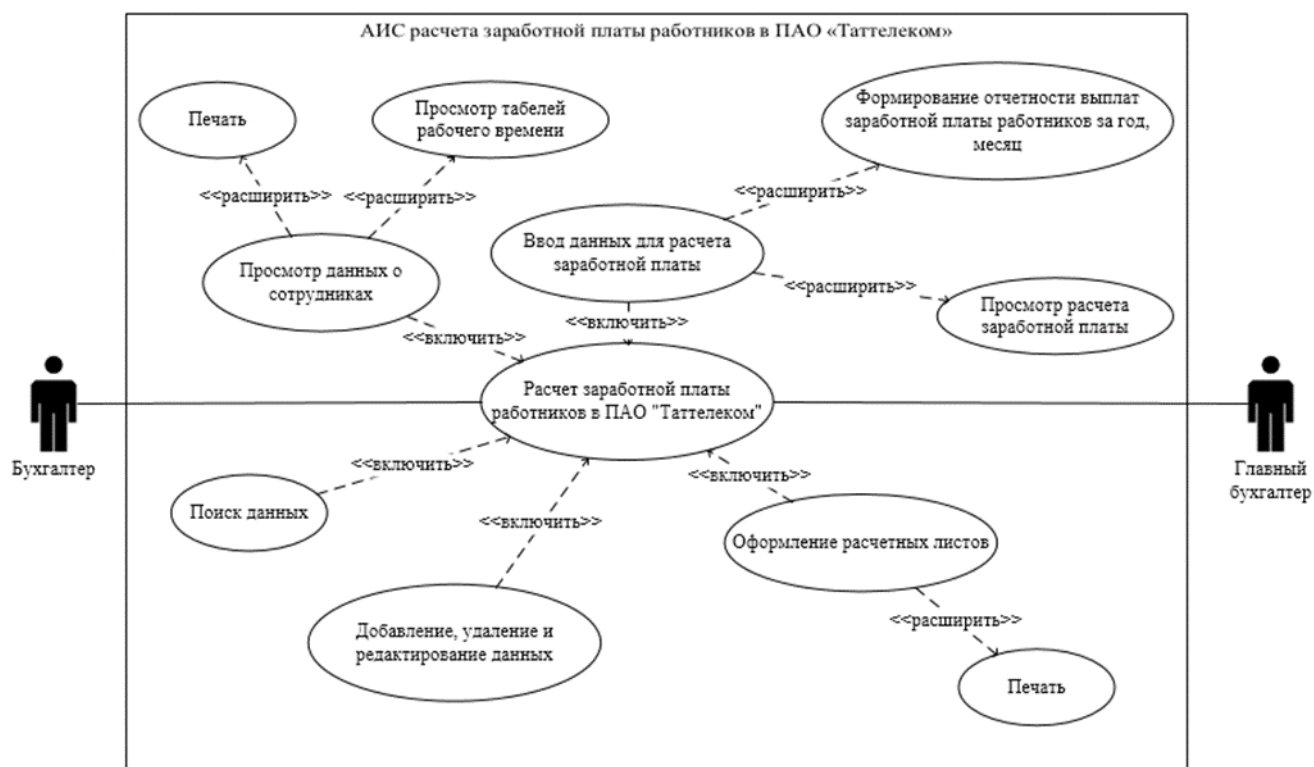 АИС расчета заработной платы работников в ПАО «Таттелеком»
Печать
Просмотр табелей
рабочего времени
Формирование отчетности выплат
заработной платы работников за год,
месяц
<<расширить>>
<<расширить>>
<<расширить>>
Просмотр данных о
сотрудниках
Ввод данных для расчета
заработной платы
<<расширить>>
Просмотр расчета
заработной платы
<<включить>>
<<включить>>
Расчет заработной платы
работников в ПАО "Таттелеком"
Бухгалтер
Главный
бухгалтер
<<включить>>
<<включить>>
Поиск данных
<<включить>>
Оформление расчетных листов
<<расширить>>
Добавление, удаление и
редактирование данных
Печать